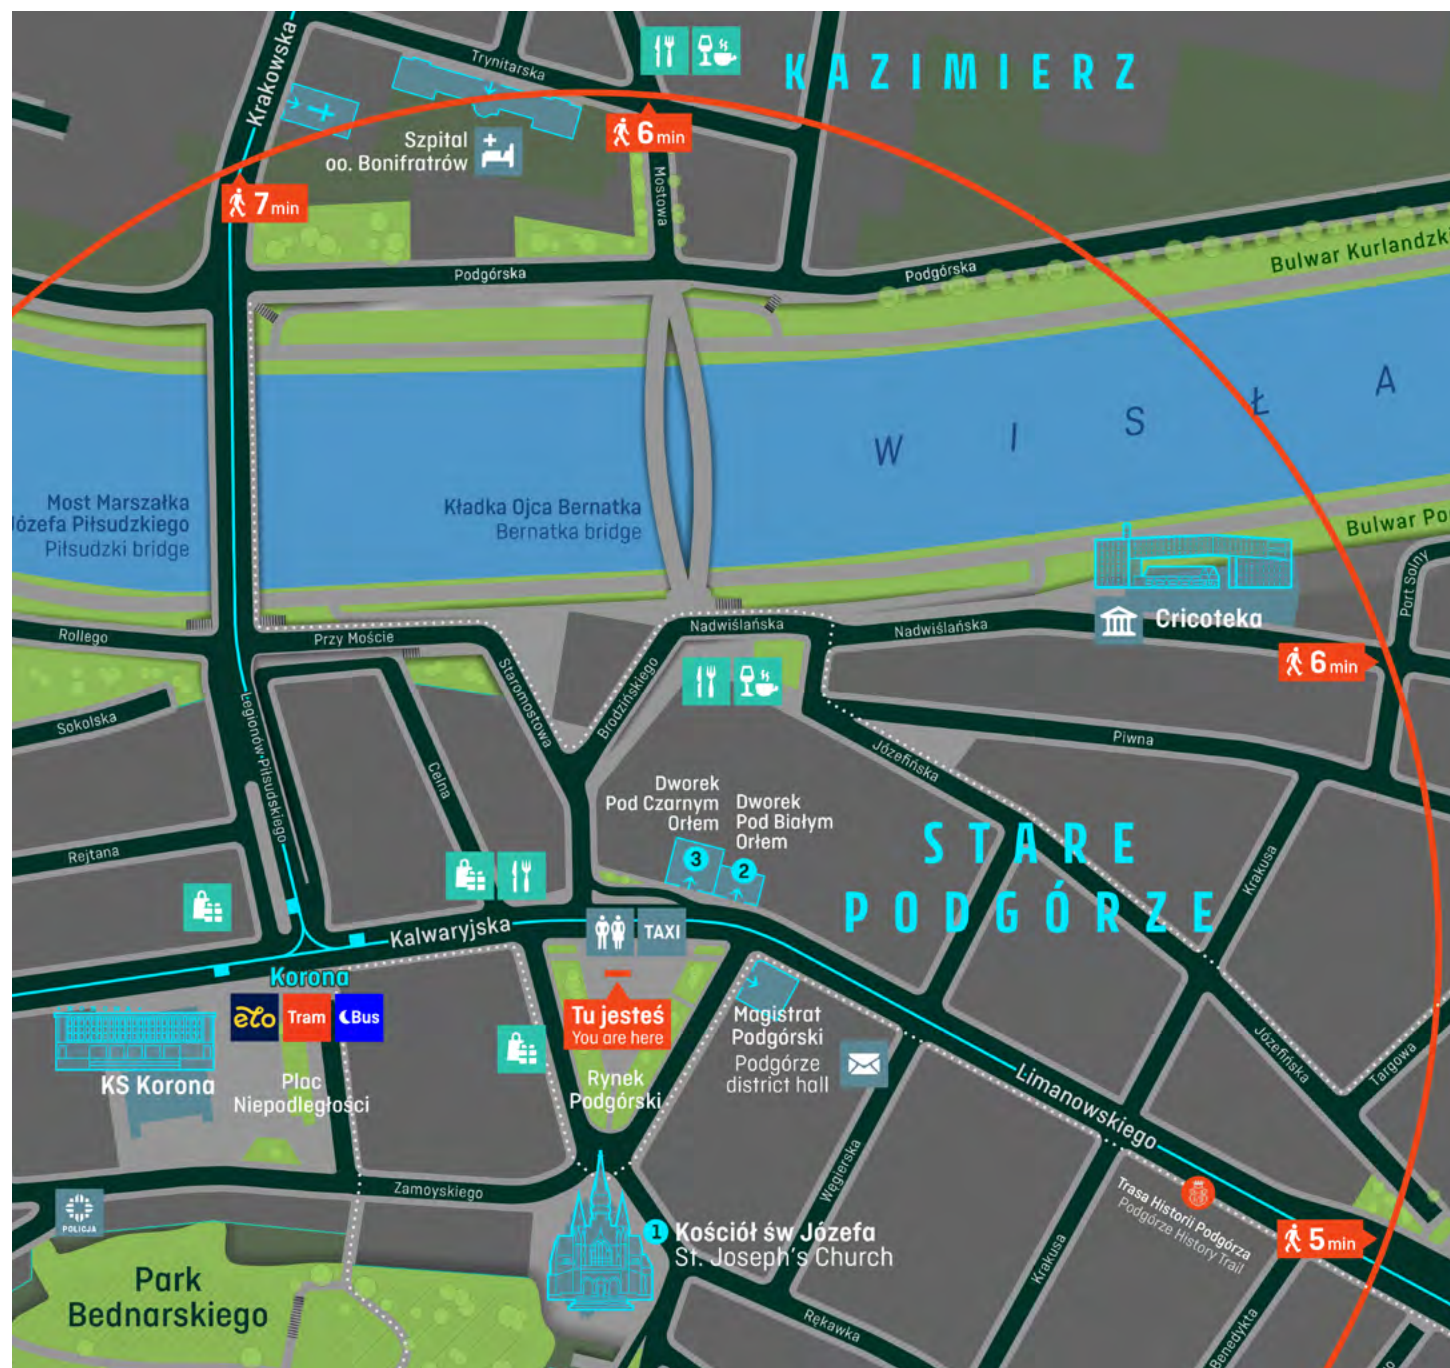 KAZIMIERZ
Krakowska
Trynitarska
Szpital
oo. Bonifratrów
6 min
7 min
Mostowa
Podgórska
Podgórska
Bulwar Kurlandzki
WISŁA
Most Marszałka
Józefa Piłsudzkiego
Piłsudzki bridge
Kładka Ojca Bernatka
Bernatka bridge
Bulwar Po
Port Solny
Cricoteka
Rollego
Przy Moście
Nadwiślańska
Nadwiślańska
6 min
Sokolska
Legionów Piłsudskiego
Staromostowa
Brodzińskiego
Józefińska
Piwna
Celna
Dworek
Pod Czarnym
Orłem
Dworek
Pod Białym
Orłem
3
2
STARE
PODGÓRZE
Rejtana
Krakusa
Kalwaryjska
TAXI
Korona
elo
Tram
Bus
Tu jesteś
You are here
Magistrat
Podgórski
Podgórze
district hall
KS Korona
Plac
Niepodległości
Rynek
Podgórski
Limanowskiego
Józefińska
Targowa
Zamoyskiego
Węgierska
POLICJA
Trasa Historii Podgórza
Podgórze History Trail
5 min
1
Kościół św Józefa
St. Joseph's Church
Krakusa
Park
Bednarskiego
Rękawka
Benedykta